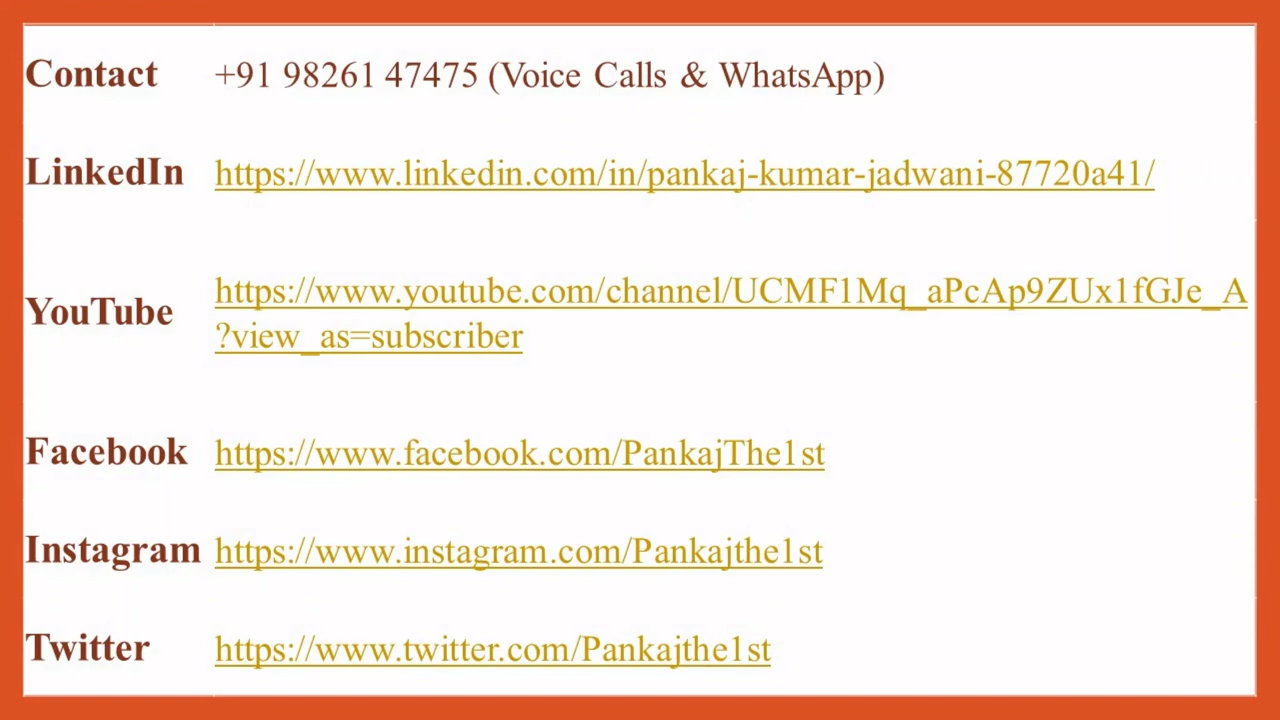 Contact +91 98261 47475 (Voice Calls & WhatsApp)
LinkedIn https://www.linkedin.com/in/pankaj-kumar-jadwani-87720a41/
YouTube https://www.youtube.com/channel/UCMF1Mq_aPcAp9ZUx1fGJe_A
?view_as=subscriber
Facebook https://www.facebook.com/PankajThe1st
Instagram https://www.instagram.com/Pankajthe1st
Twitter https://www.twitter.com/Pankajthe1st